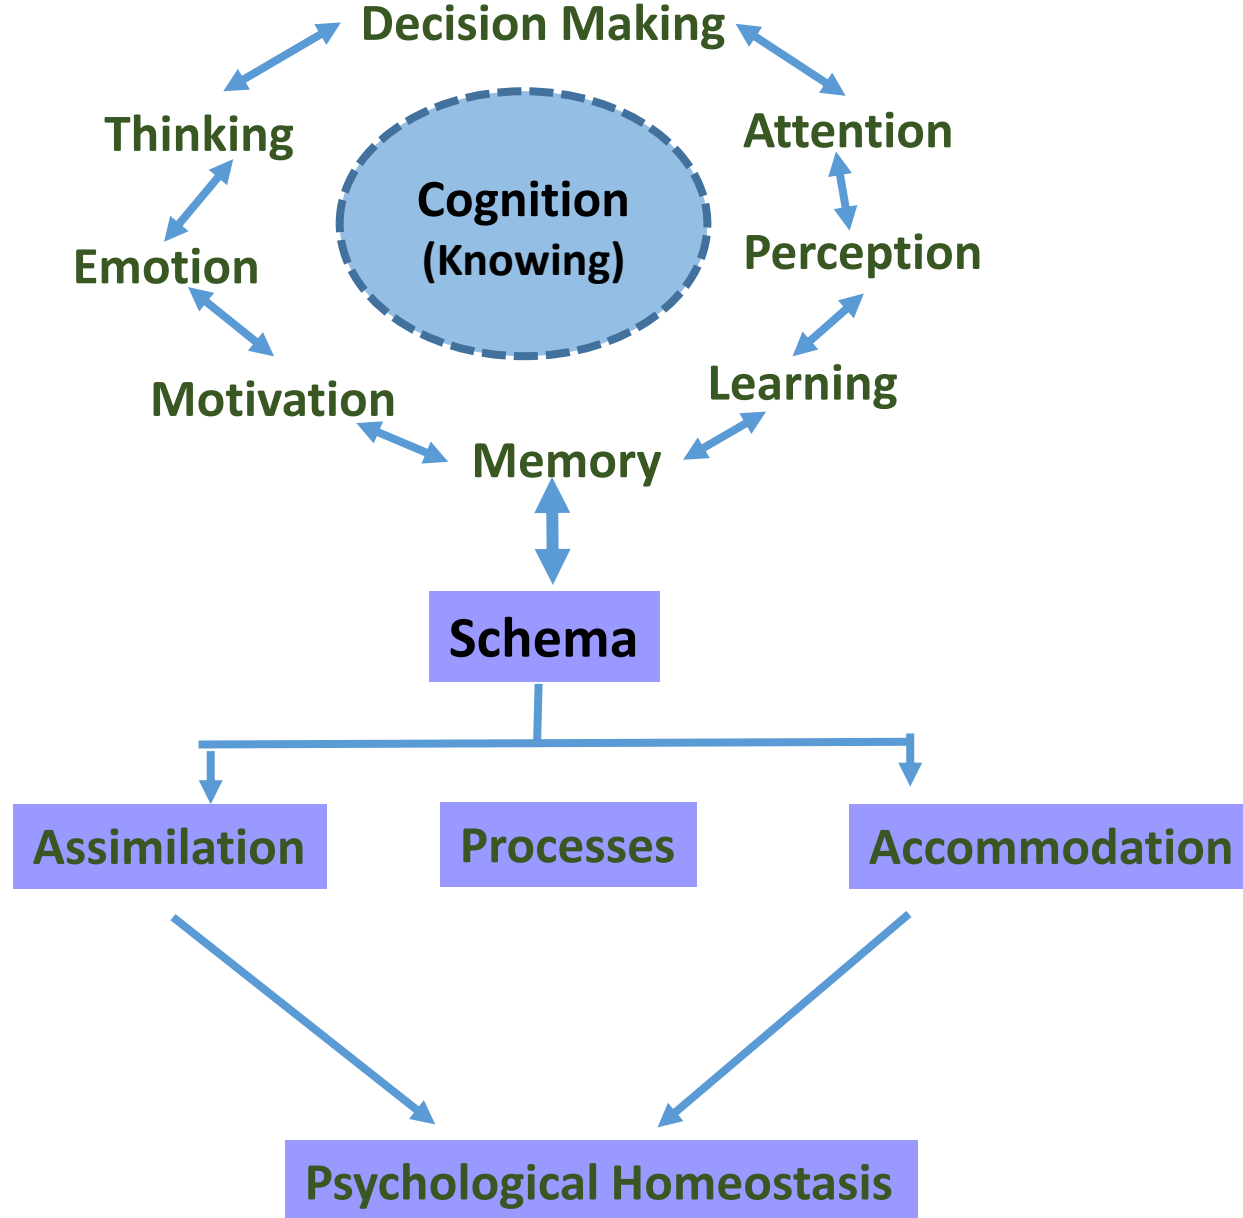 Decision Making
Thinking
Attention
Cognition
(Knowing)
Emotion
Perception
Motivation
Learning
Memory
Schema
Assimilation
Processes
Accommodation
Psychological Homeostasis